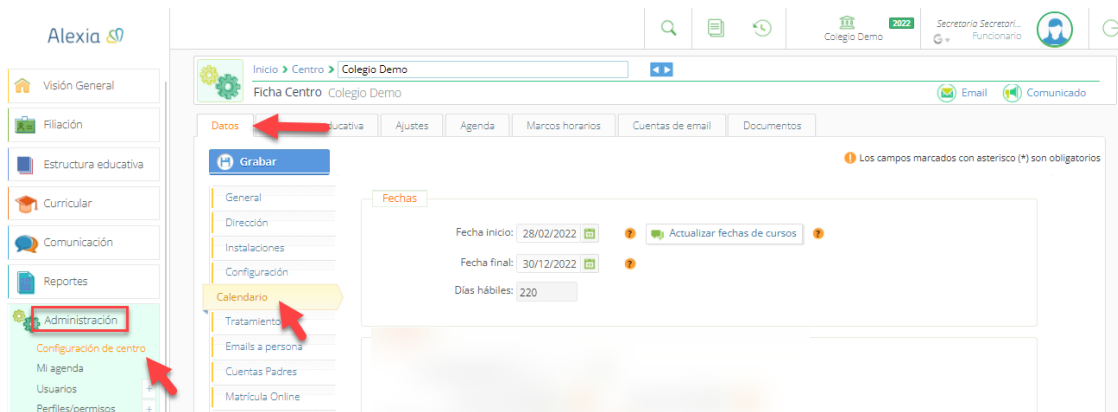 Alexia
Colegio Demo
2022
Secretaria Secretari...
Funcionario
Visión General
Filiación
Estructura educativa
Curricular
Comunicación
Reportes
Administración
Configuración de centro
Mi agenda
Usuarios
Perfiles/permisos
Inicio > Centro > Colegio Demo
Ficha Centro Colegio Demo
Email Comunicado
Datos
Ajustes
Agenda
Marcos horarios
Cuentas de email
Documentos
Grabar
Los campos marcados con asterisco (*) son obligatorios
General
Dirección
Instalaciones
Configuración
Calendario
Tratamiento
Emails a persona
Cuentas Padres
Matrícula Online
Fechas
Fecha inicio: 28/02/2022 Actualizar fechas de cursos
Fecha final: 30/12/2022
Días hábiles: 220